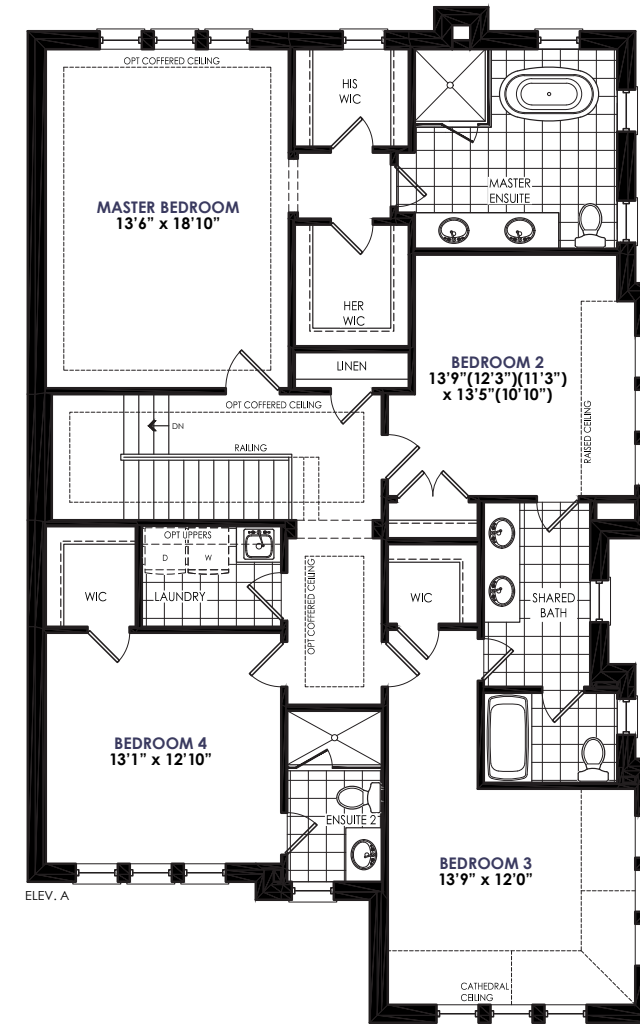 OPT COFFERED CEILING
HIS
WIC
MASTER BEDROOM
13'6" x 18'10"
MASTER
ENSUITE
HER
WIC
LINEN
BEDROOM 2
13'9"(12'3")(11'3")
x 13'5"(10'10")
RAISED CEILING
OPT COFFERED CEILING
DN
RAILING
OPT UPPERS
D
W
WIC
LAUNDRY
OPT COFFERED CEILING
WIC
SHARED
BATH
BEDROOM 4
13'1" x 12'10"
ENSUITE 2
BEDROOM 3
13'9" x 12'0"
ELEV. A
CATHEDRAL
CEILING